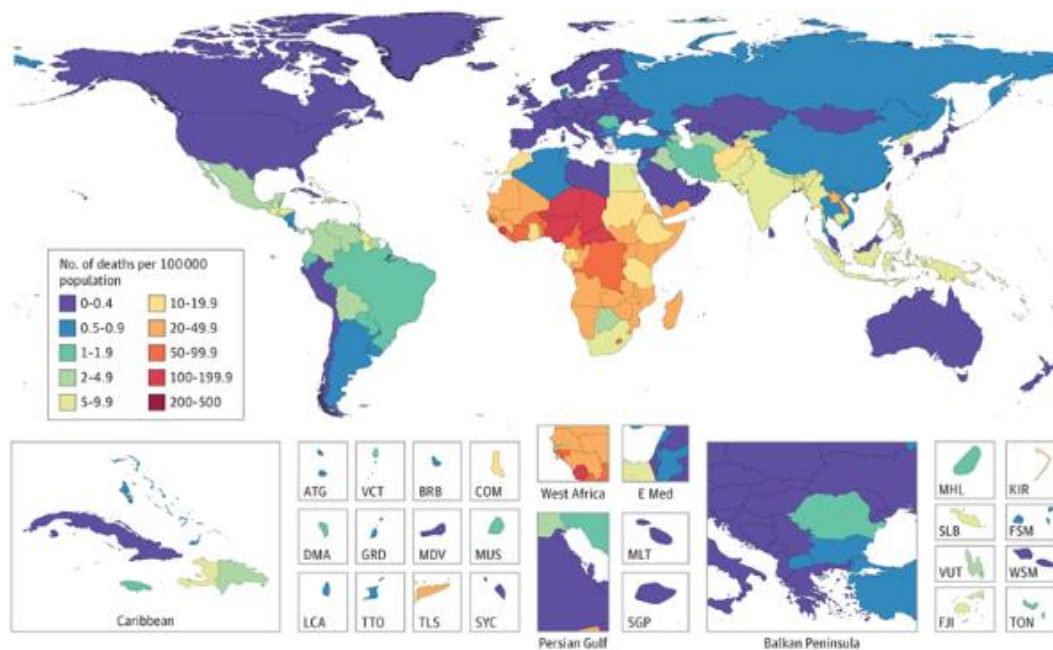 No. of deaths per 100 000
population
0-0.4
10-19.9
0.5-0.9
20-49.9
1-1.9
50-99.9
2-4.9
100-199.9
5-9.9
200-500
Caribbean
ATG
VCT
BRB
COM
DMA
GRD
MDV
MUS
LCA
TTO
TLS
SYC
West Africa
E Med
Persian Gulf
MLT
SGP
Balkan Peninsula
MHL
KIR
SLB
FSM
VUT
WSM
FJI
TON